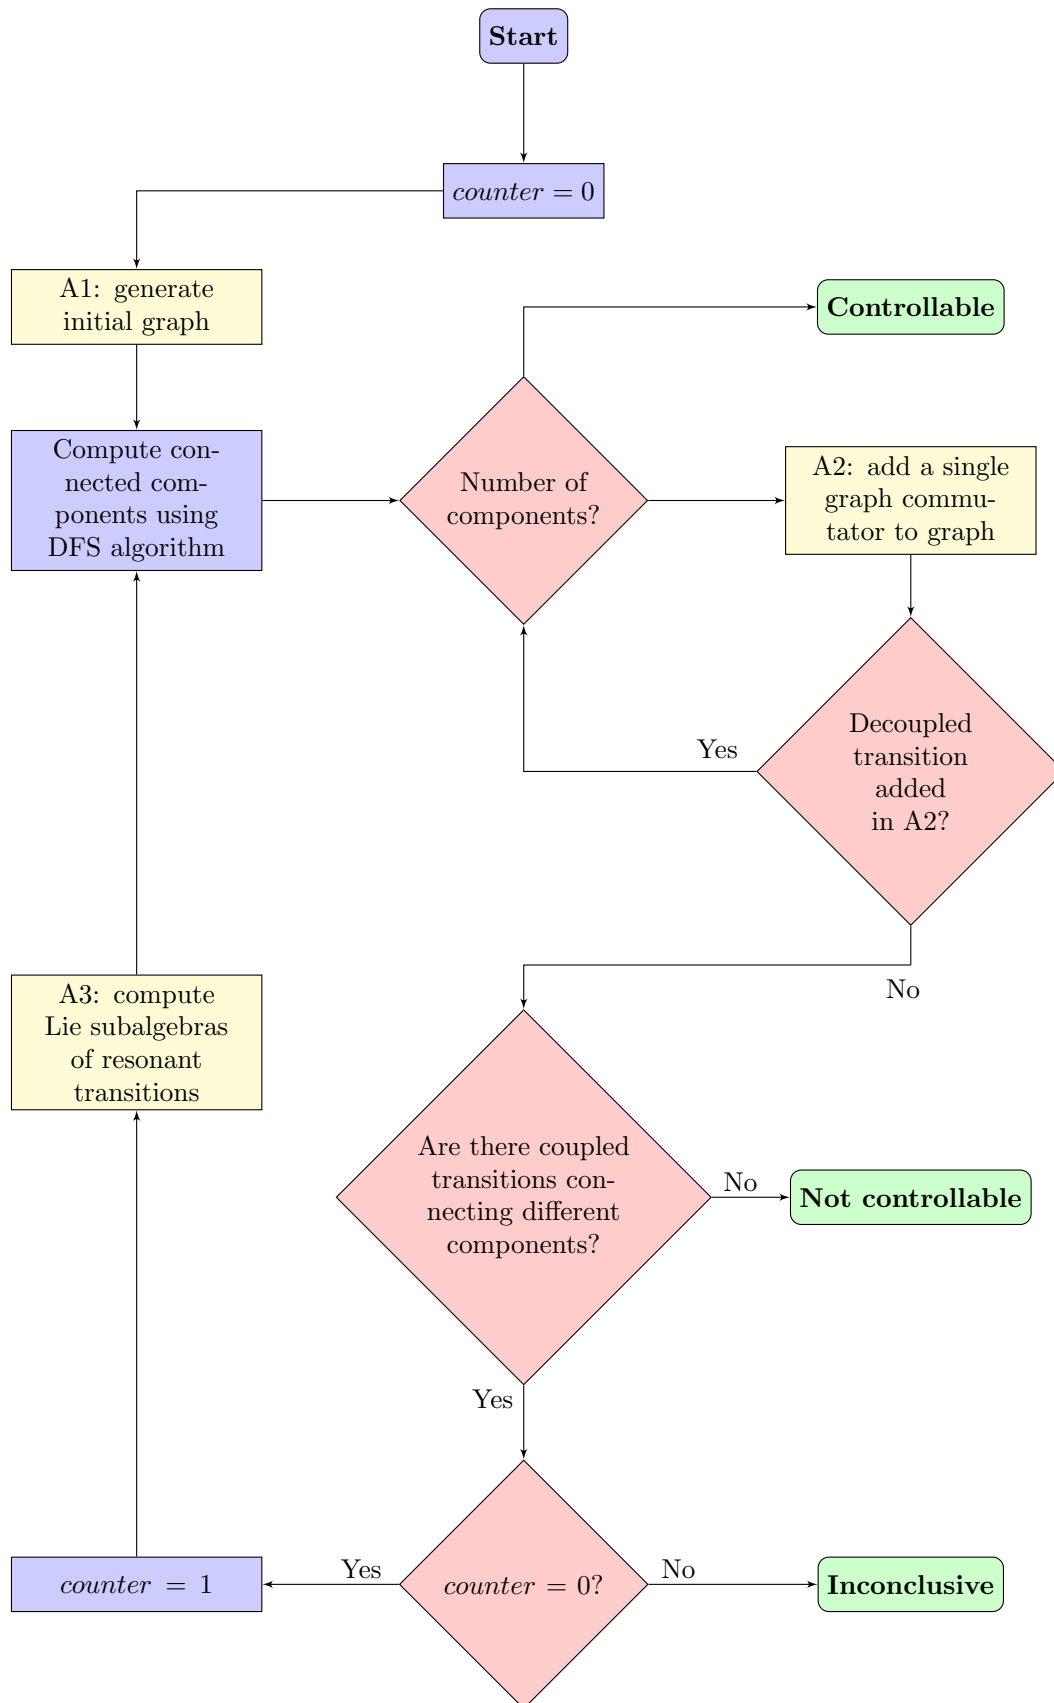 Start
counter = 0
A1: generate
initial graph
Controllable
Compute con-
nected com-
ponents using
DFS algorithm
Number of
components?
A2: add a single
graph commu-
tator to graph
Decoupled
transition
added
in A2?
Yes
No
A3: compute
Lie subalgebras
of resonant
transitions
Are there coupled
transitions con-
necting different
components?
No
Not controllable
Yes
counter = 1
Yes
counter = 0?
No
Inconclusive